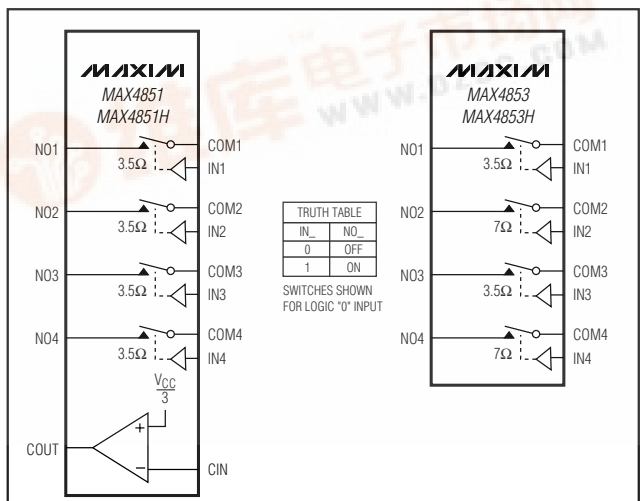 MAXIM
MAX4851
MAX4851H
NO1
3.5Ω
COM1
IN1
NO2
3.5Ω
COM2
IN2
NO3
3.5Ω
COM3
IN3
NO4
3.5Ω
COM4
IN4
VCC
3
+
COUT
−
CIN
TRUTH TABLE
IN_ NO_
0 OFF
1 ON
SWITCHES SHOWN
FOR LOGIC "0" INPUT
MAXIM
MAX4853
MAX4853H
NO1
3.5Ω
COM1
IN1
NO2
7Ω
COM2
IN2
NO3
3.5Ω
COM3
IN3
NO4
7Ω
COM4
IN4